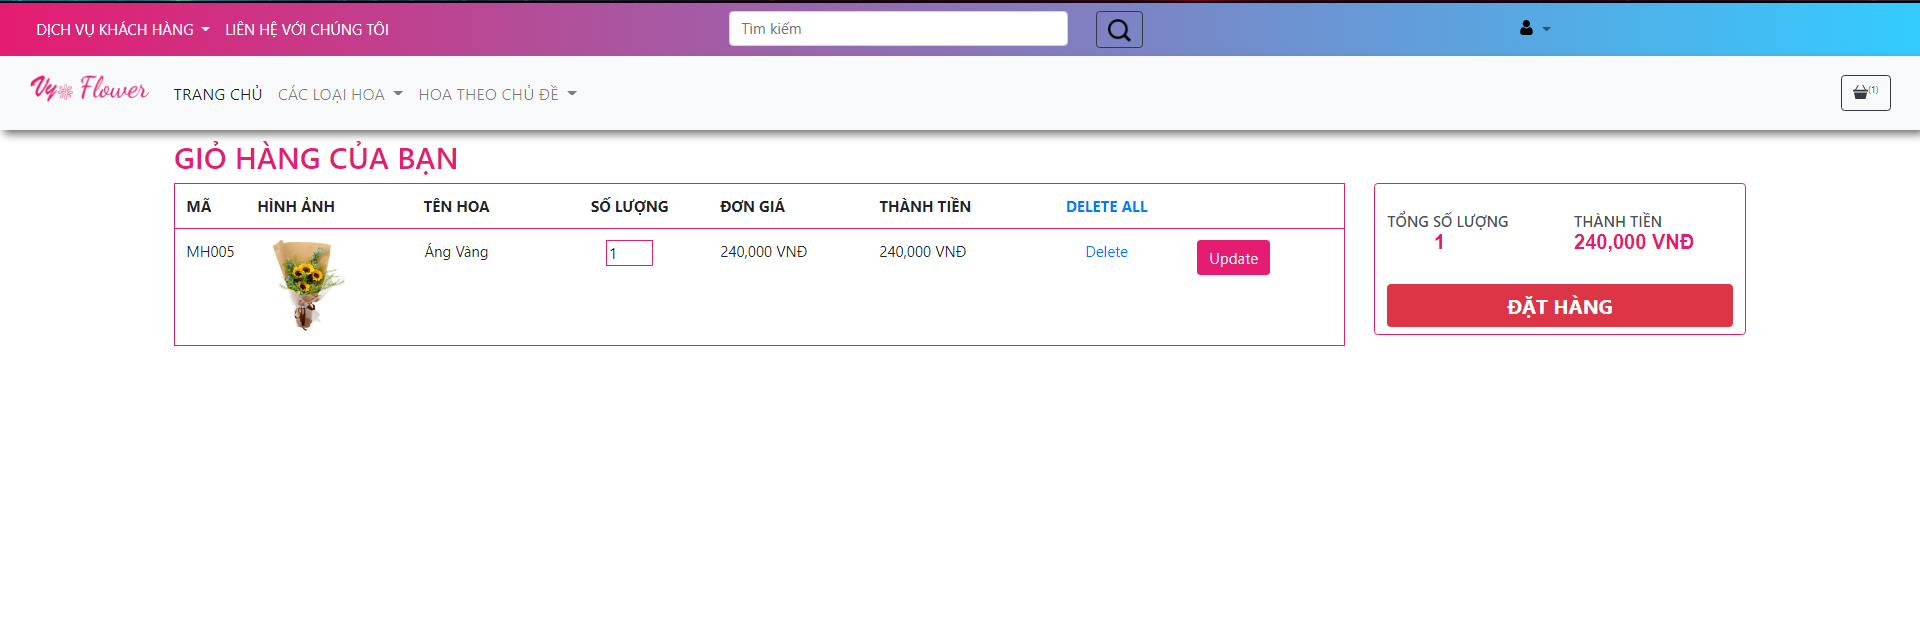 DỊCH VỤ KHÁCH HÀNG LIÊN HỆ VỚI CHÚNG TÔI Tìm kiếm
Vy Flower TRANG CHỦ CÁC LOẠI HOA HOA THEO CHỦ ĐỀ (1)
GIỎ HÀNG CỦA BẠN
MÃ HÌNH ẢNH TÊN HOA SỐ LƯỢNG ĐƠN GIÁ THÀNH TIỀN DELETE ALL
MH005 Áng Vàng 1 240,000 VNĐ 240,000 VNĐ Delete Update
TỔNG SỐ LƯỢNG THÀNH TIỀN
1 240,000 VNĐ
ĐẶT HÀNG